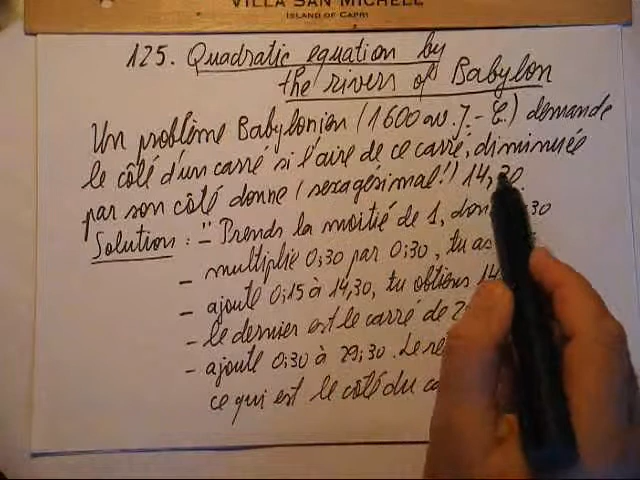 VILLA SAN MICHELE
ISLAND OF CAPRI
125. Quadratic equation by
the rivers of Babylon
Un problème Babylonien (1600 av. J.-C.) demande
le côté d'un carré si l'aire de ce carré, diminuée
par son côté donne (sexagésimal!) 14,30.
Solution: - "Prends la moitié de 1, 30
- multiplie 0;30 par 0;30, tu as
- ajoute 0;15 à 14,30, tu obtiens 14
- le dernier est le carré de 2
- ajoute 0;30 à 29;30. Le
ce qui est le côté du